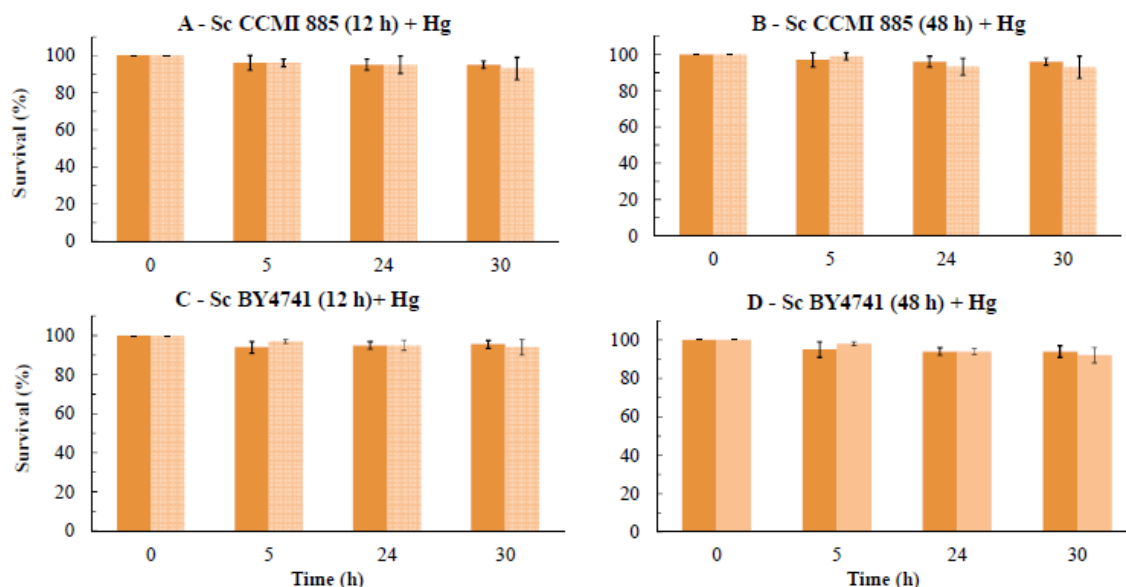 A - Sc CCMI 885 (12 h) + Hg
Survival (%)
100
80
60
40
20
0
0 5 24 30
B - Sc CCMI 885 (48 h) + Hg
100
80
60
40
20
0
0 5 24 30
C - Sc BY4741 (12 h)+ Hg
Survival (%)
100
80
60
40
20
0
0 5 24 30
Time (h)
D - Sc BY4741 (48 h) + Hg
100
80
60
40
20
0
0 5 24 30
Time (h)